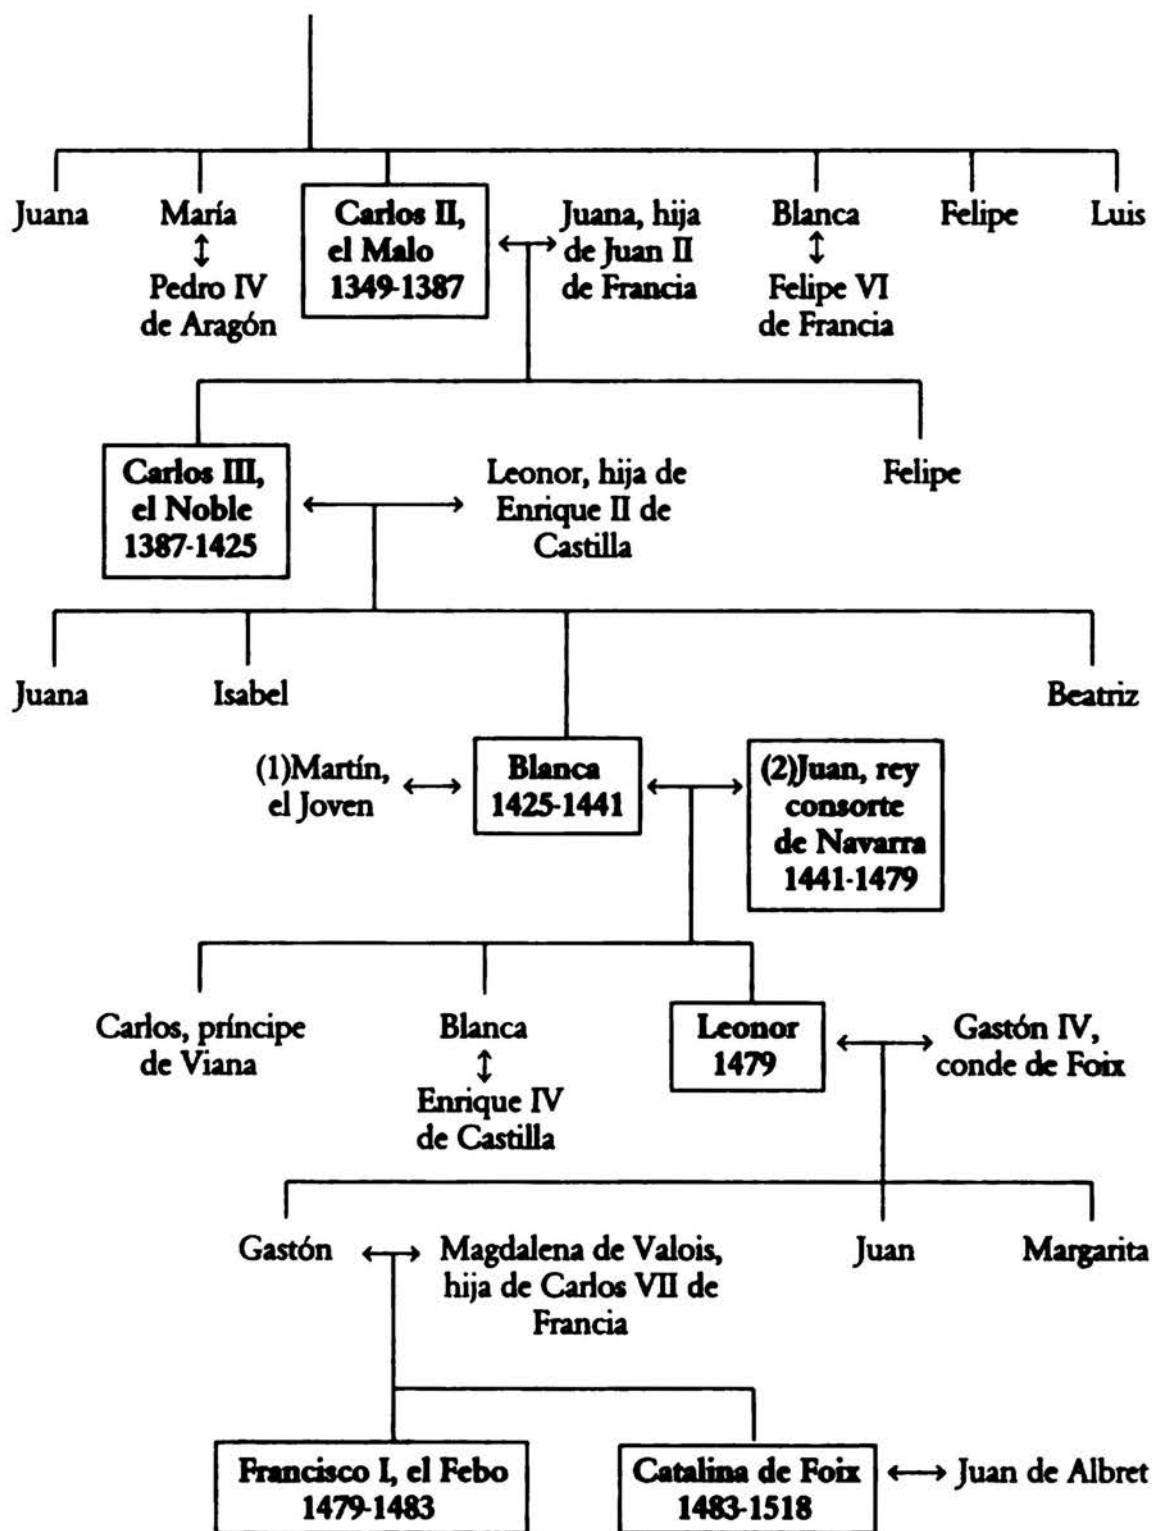 Juana
María
Pedro IV
de Aragón
Carlos II,
el Malo
1349-1387
Juana, hija
de Juan II
de Francia
Blanca
Felipe VI
de Francia
Felipe
Luis
Carlos III,
el Noble
1387-1425
Leonor, hija de
Enrique II de
Castilla
Felipe
Juana
Isabel
Beatriz
(1)Martín,
el Joven
Blanca
1425-1441
(2)Juan, rey
consorte
de Navarra
1441-1479
Carlos, príncipe
de Viana
Blanca
Enrique IV
de Castilla
Leonor
1479
Gastón IV,
conde de Foix
Gastón
Magdalena de Valois,
hija de Carlos VII de
Francia
Juan
Margarita
Francisco I, el Febo
1479-1483
Catalina de Foix
1483-1518
Juan de Albret